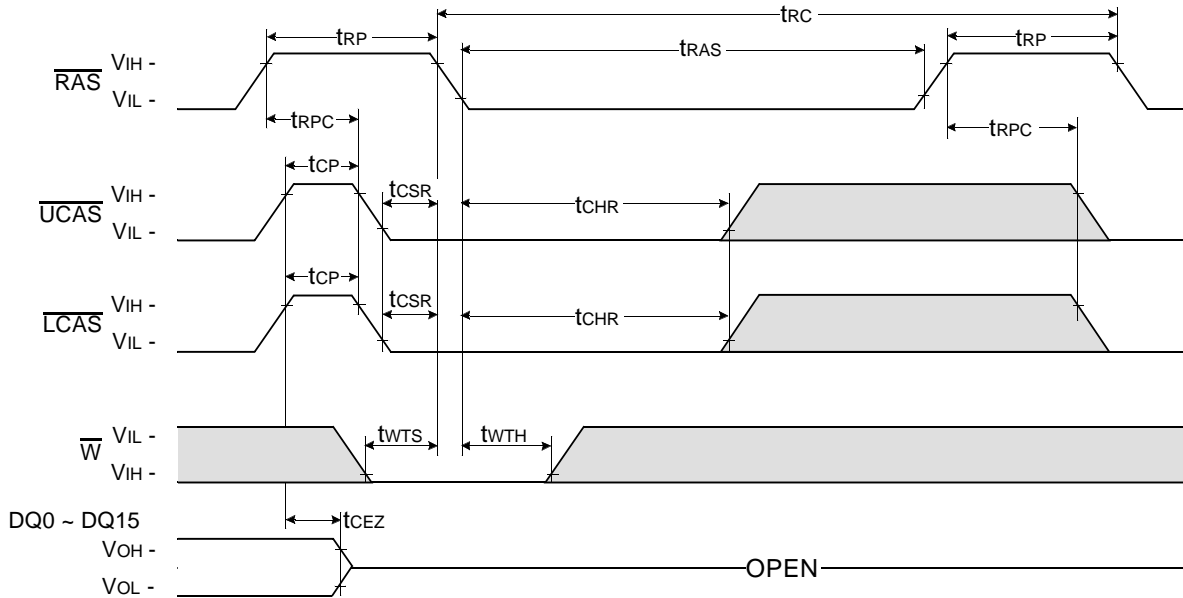 tRC
tRP tRAS tRP
RAS VIH -
VIL -
tRPC tRPC
tCP tCSR
UCAS VIH -
VIL -
tCHR
tCP tCSR
LCAS VIH -
VIL -
tCHR
W VIL -
VIH -
tWTS tWTH
DQ0 ~ DQ15
tCEZ
VOH -
VOL -
OPEN